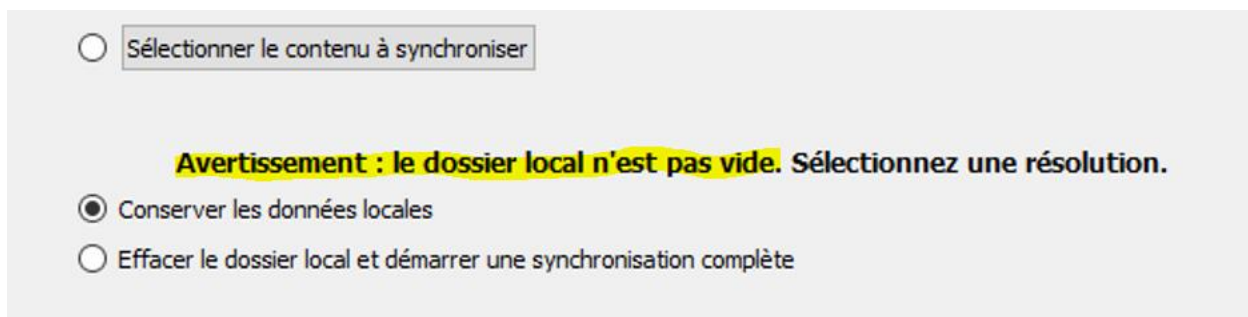 Sélectionner le contenu à synchroniser
Avertissement : le dossier local n'est pas vide. Sélectionnez une résolution.
Conserver les données locales
Effacer le dossier local et démarrer une synchronisation complète